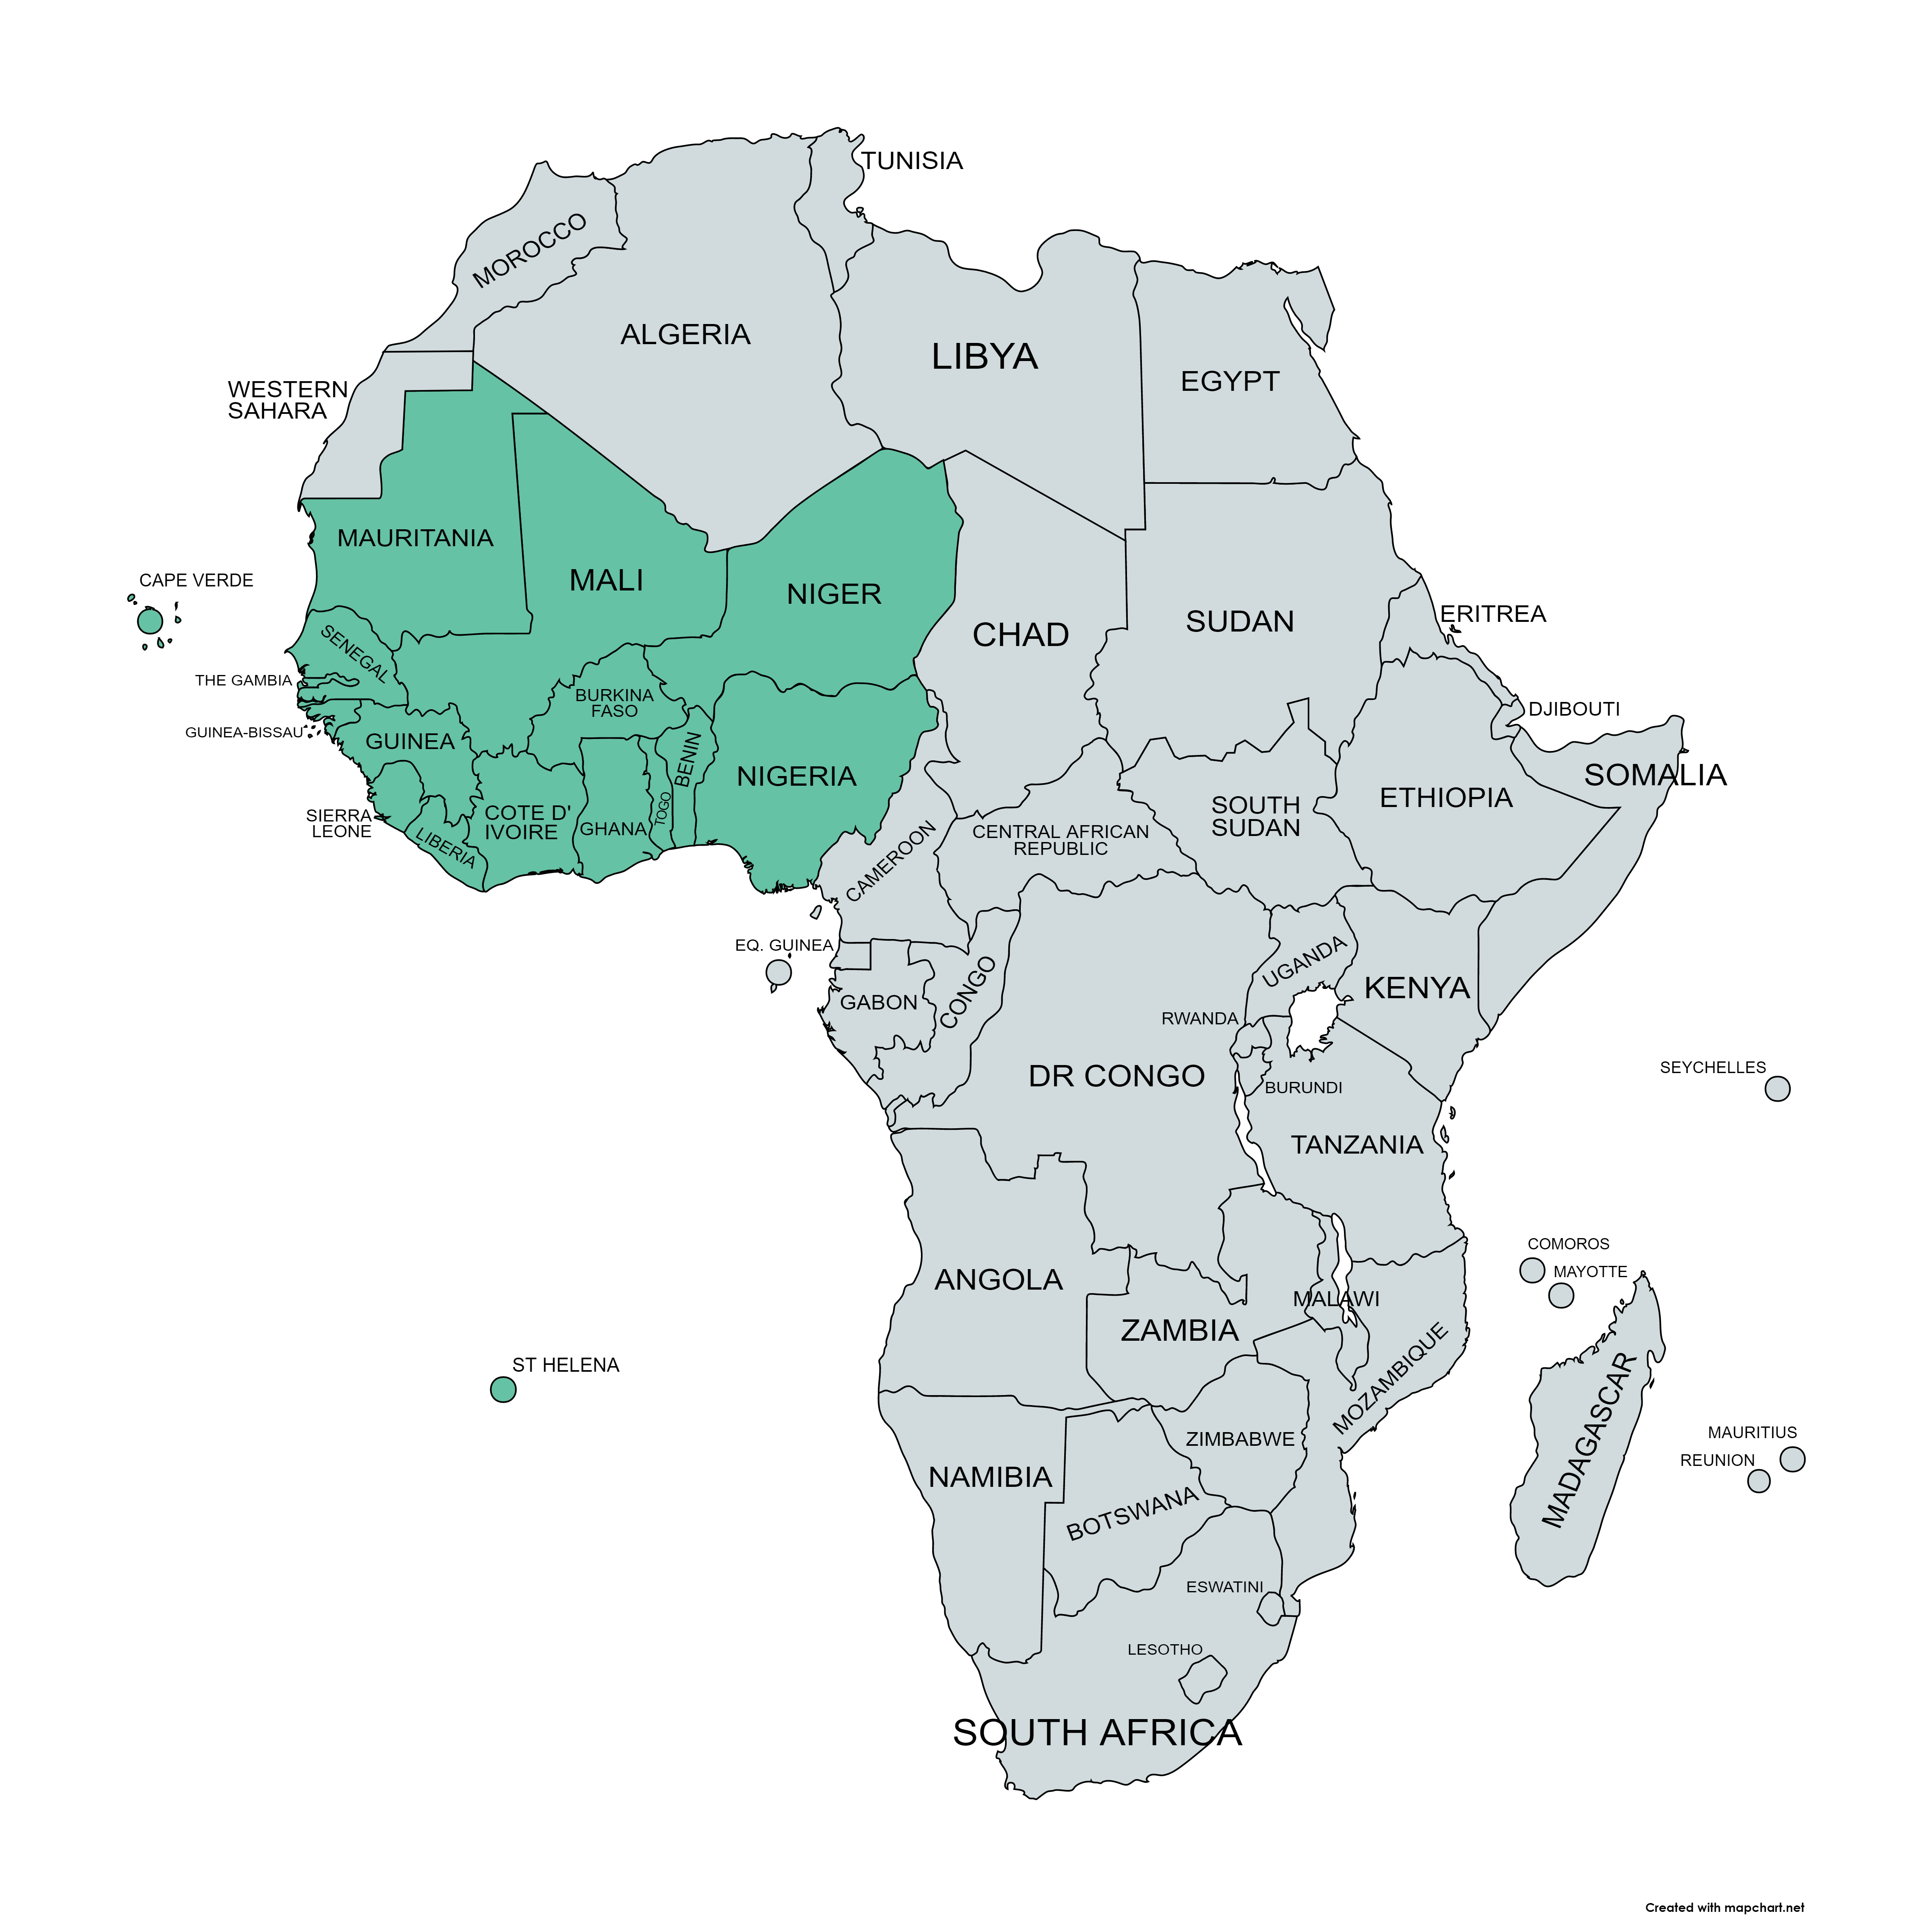 TUNISIA
MOROCCO
ALGERIA
LIBYA
EGYPT
WESTERN
SAHARA
MAURITANIA
MALI
NIGER
CHAD
SUDAN
ERITREA
CAPE VERDE
SENEGAL
THE GAMBIA
GUINEA-BISSAU
GUINEA
BURKINA
FASO
BENIN
NIGERIA
DJIBOUTI
SOMALIA
ETHIOPIA
SOUTH
SUDAN
SIERRA
LEONE
LIBERIA
COTE D'
IVOIRE
GHANA
TOGO
CAMEROON
CENTRAL AFRICAN
REPUBLIC
EQ. GUINEA
GABON
CONGO
UGANDA
KENYA
RWANDA
DR CONGO
BURUNDI
SEYCHELLES
TANZANIA
COMOROS
MAYOTTE
ANGOLA
ZAMBIA
MALAWI
MOZAMBIQUE
ST HELENA
MADAGASCAR
MAURITIUS
REUNION
ZIMBABWE
NAMIBIA
BOTSWANA
ESWATINI
LESOTHO
SOUTH AFRICA
Created with mapchart.net